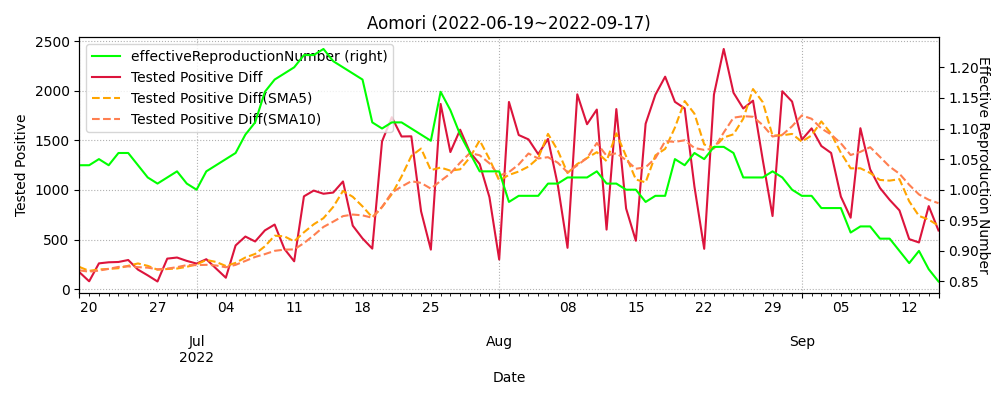 Aomori (2022-06-19~2022-09-17)
effectiveReproductionNumber (right)
Tested Positive Diff
Tested Positive Diff(SMA5)
Tested Positive Diff(SMA10)
Tested Positive
2500
2000
1500
1000
500
0
Effective Reproduction Number
1.20
1.15
1.10
1.05
1.00
0.95
0.90
0.85
20 27 04 11 18 25 08 15 22 29 05 12
Jul Aug Sep
2022
Date